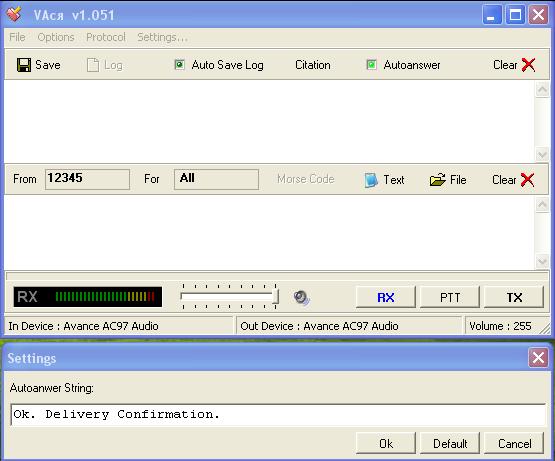 VAcя v1.051
File Options Protocol Settings...
Save Log Auto Save Log Citation Autoanswer Clear
From 12345 For All Morse Code Text File Clear
RX RX PTT TX
In Device : Avance AC97 Audio Out Device : Avance AC97 Audio Volume : 255
Settings
Autoanwer String:
Ok. Delivery Confirmation.
Ok Default Cancel